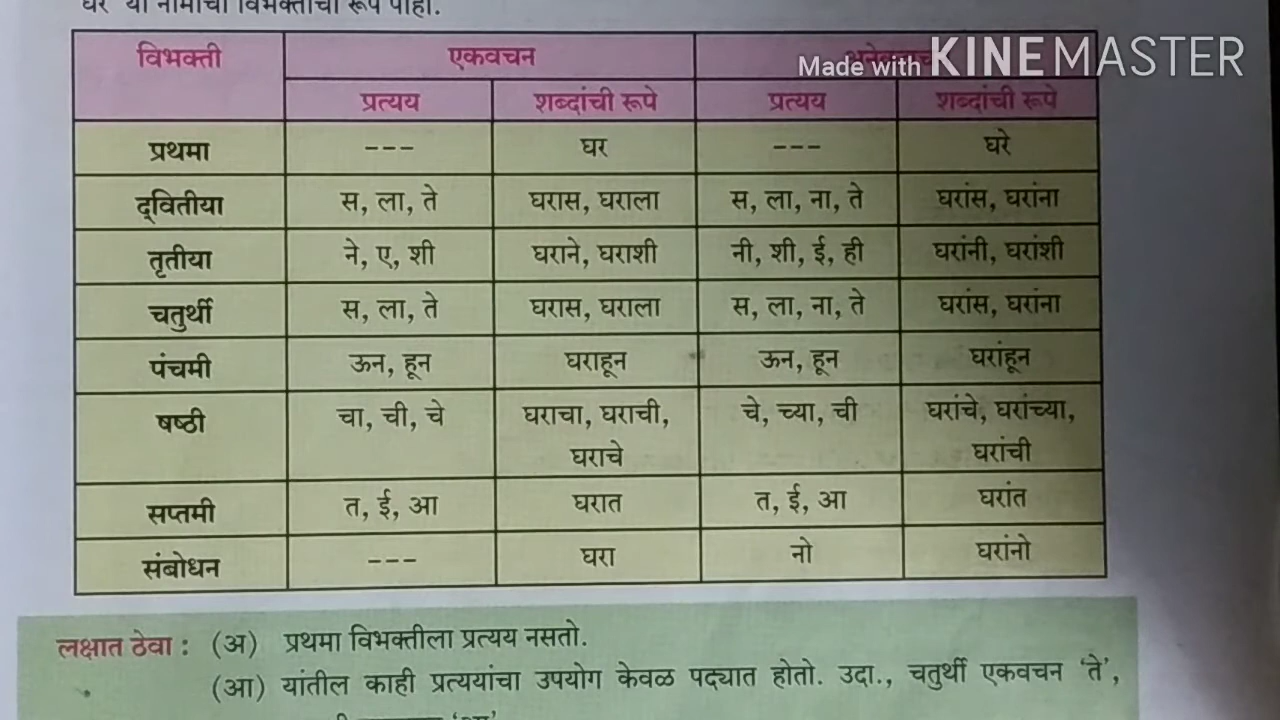 घर या नामाची विभक्तीची रूपे पाहा.
Made with KINEMASTER
विभक्ती एकवचन
प्रत्यय शब्दांची रूपे प्रत्यय शब्दांची रूपे
प्रथमा --- घर --- घरे
द्वितीया स, ला, ते घरास, घराला स, ला, ना, ते घरांस, घरांना
तृतीया ने, ए, शी घराने, घराशी नी, शी, ई, ही घरांनी, घरांशी
चतुर्थी स, ला, ते घरास, घराला स, ला, ना, ते घरांस, घरांना
पंचमी ऊन, हून घराहून ऊन, हून घरांहून
षष्ठी चा, ची, चे घराचा, घराची, चे, च्या, ची घरांचे, घरांच्या,
घराचे घरांची
सप्तमी त, ई, आ घरात त, ई, आ घरांत
संबोधन --- घरा नो घरांनो
लक्षात ठेवा : (अ) प्रथमा विभक्तीला प्रत्यय नसतो.
(आ) यांतील काही प्रत्ययांचा उपयोग केवळ पद्यात होतो. उदा., चतुर्थी एकवचन ‘ते’,